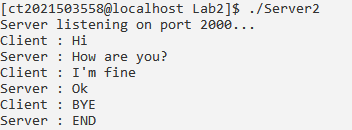 [ct2021503558@localhost Lab2]$ ./Server2
Server listening on port 2000...
Client : Hi
Server : How are you?
Client : I'm fine
Server : Ok
Client : BYE
Server : END